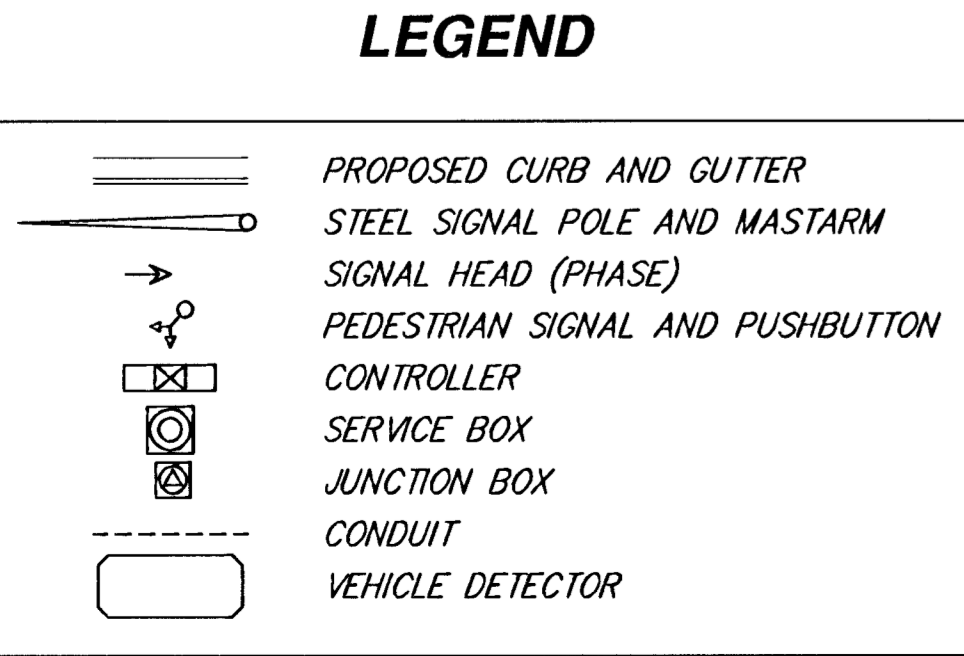 LEGEND
PROPOSED CURB AND GUTTER
STEEL SIGNAL POLE AND MASTARM
SIGNAL HEAD (PHASE)
PEDESTRIAN SIGNAL AND PUSHBUTTON
CONTROLLER
SERVICE BOX
JUNCTION BOX
CONDUIT
VEHICLE DETECTOR